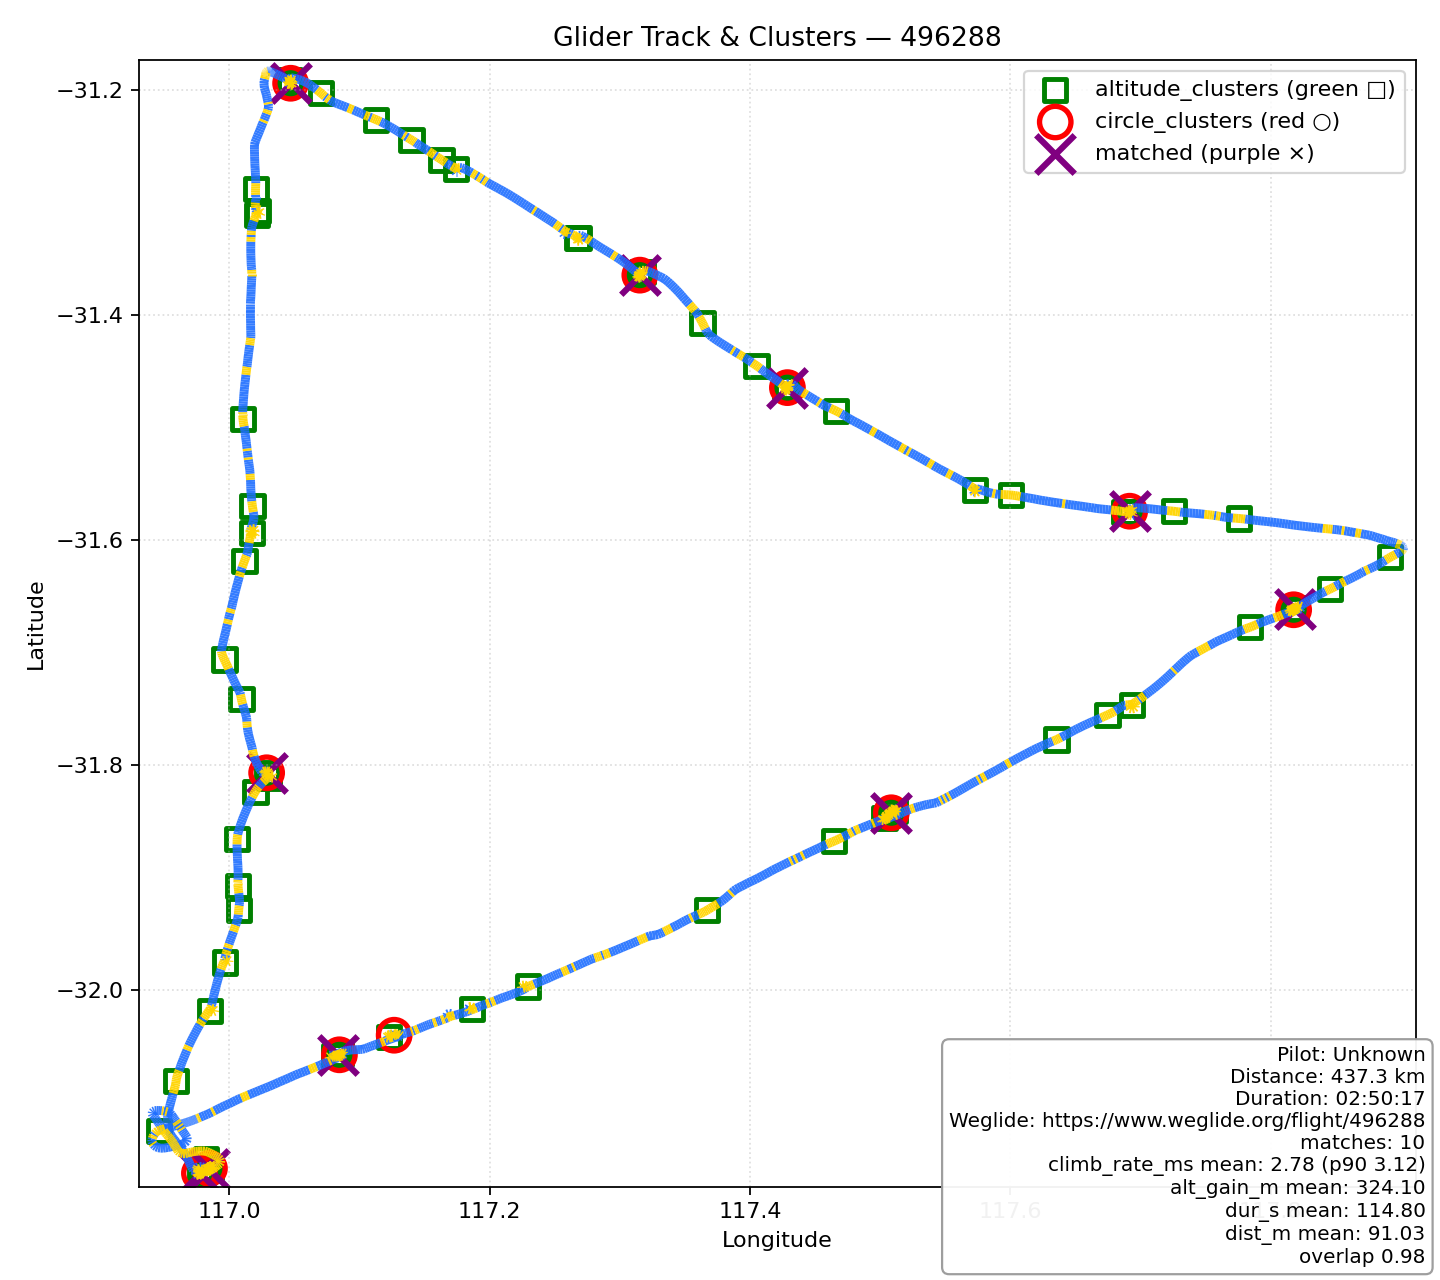 Glider Track & Clusters — 496288
altitude_clusters (green □)
circle_clusters (red ○)
matched (purple ×)
−31.2
−31.4
−31.6
−31.8
−32.0
Latitude
117.0
117.2
117.4
117.6
Longitude
Pilot: Unknown
Distance: 437.3 km
Duration: 02:50:17
Weglide: https://www.weglide.org/flight/496288
matches: 10
climb_rate_ms mean: 2.78 (p90 3.12)
alt_gain_m mean: 324.10
dur_s mean: 114.80
dist_m mean: 91.03
overlap 0.98